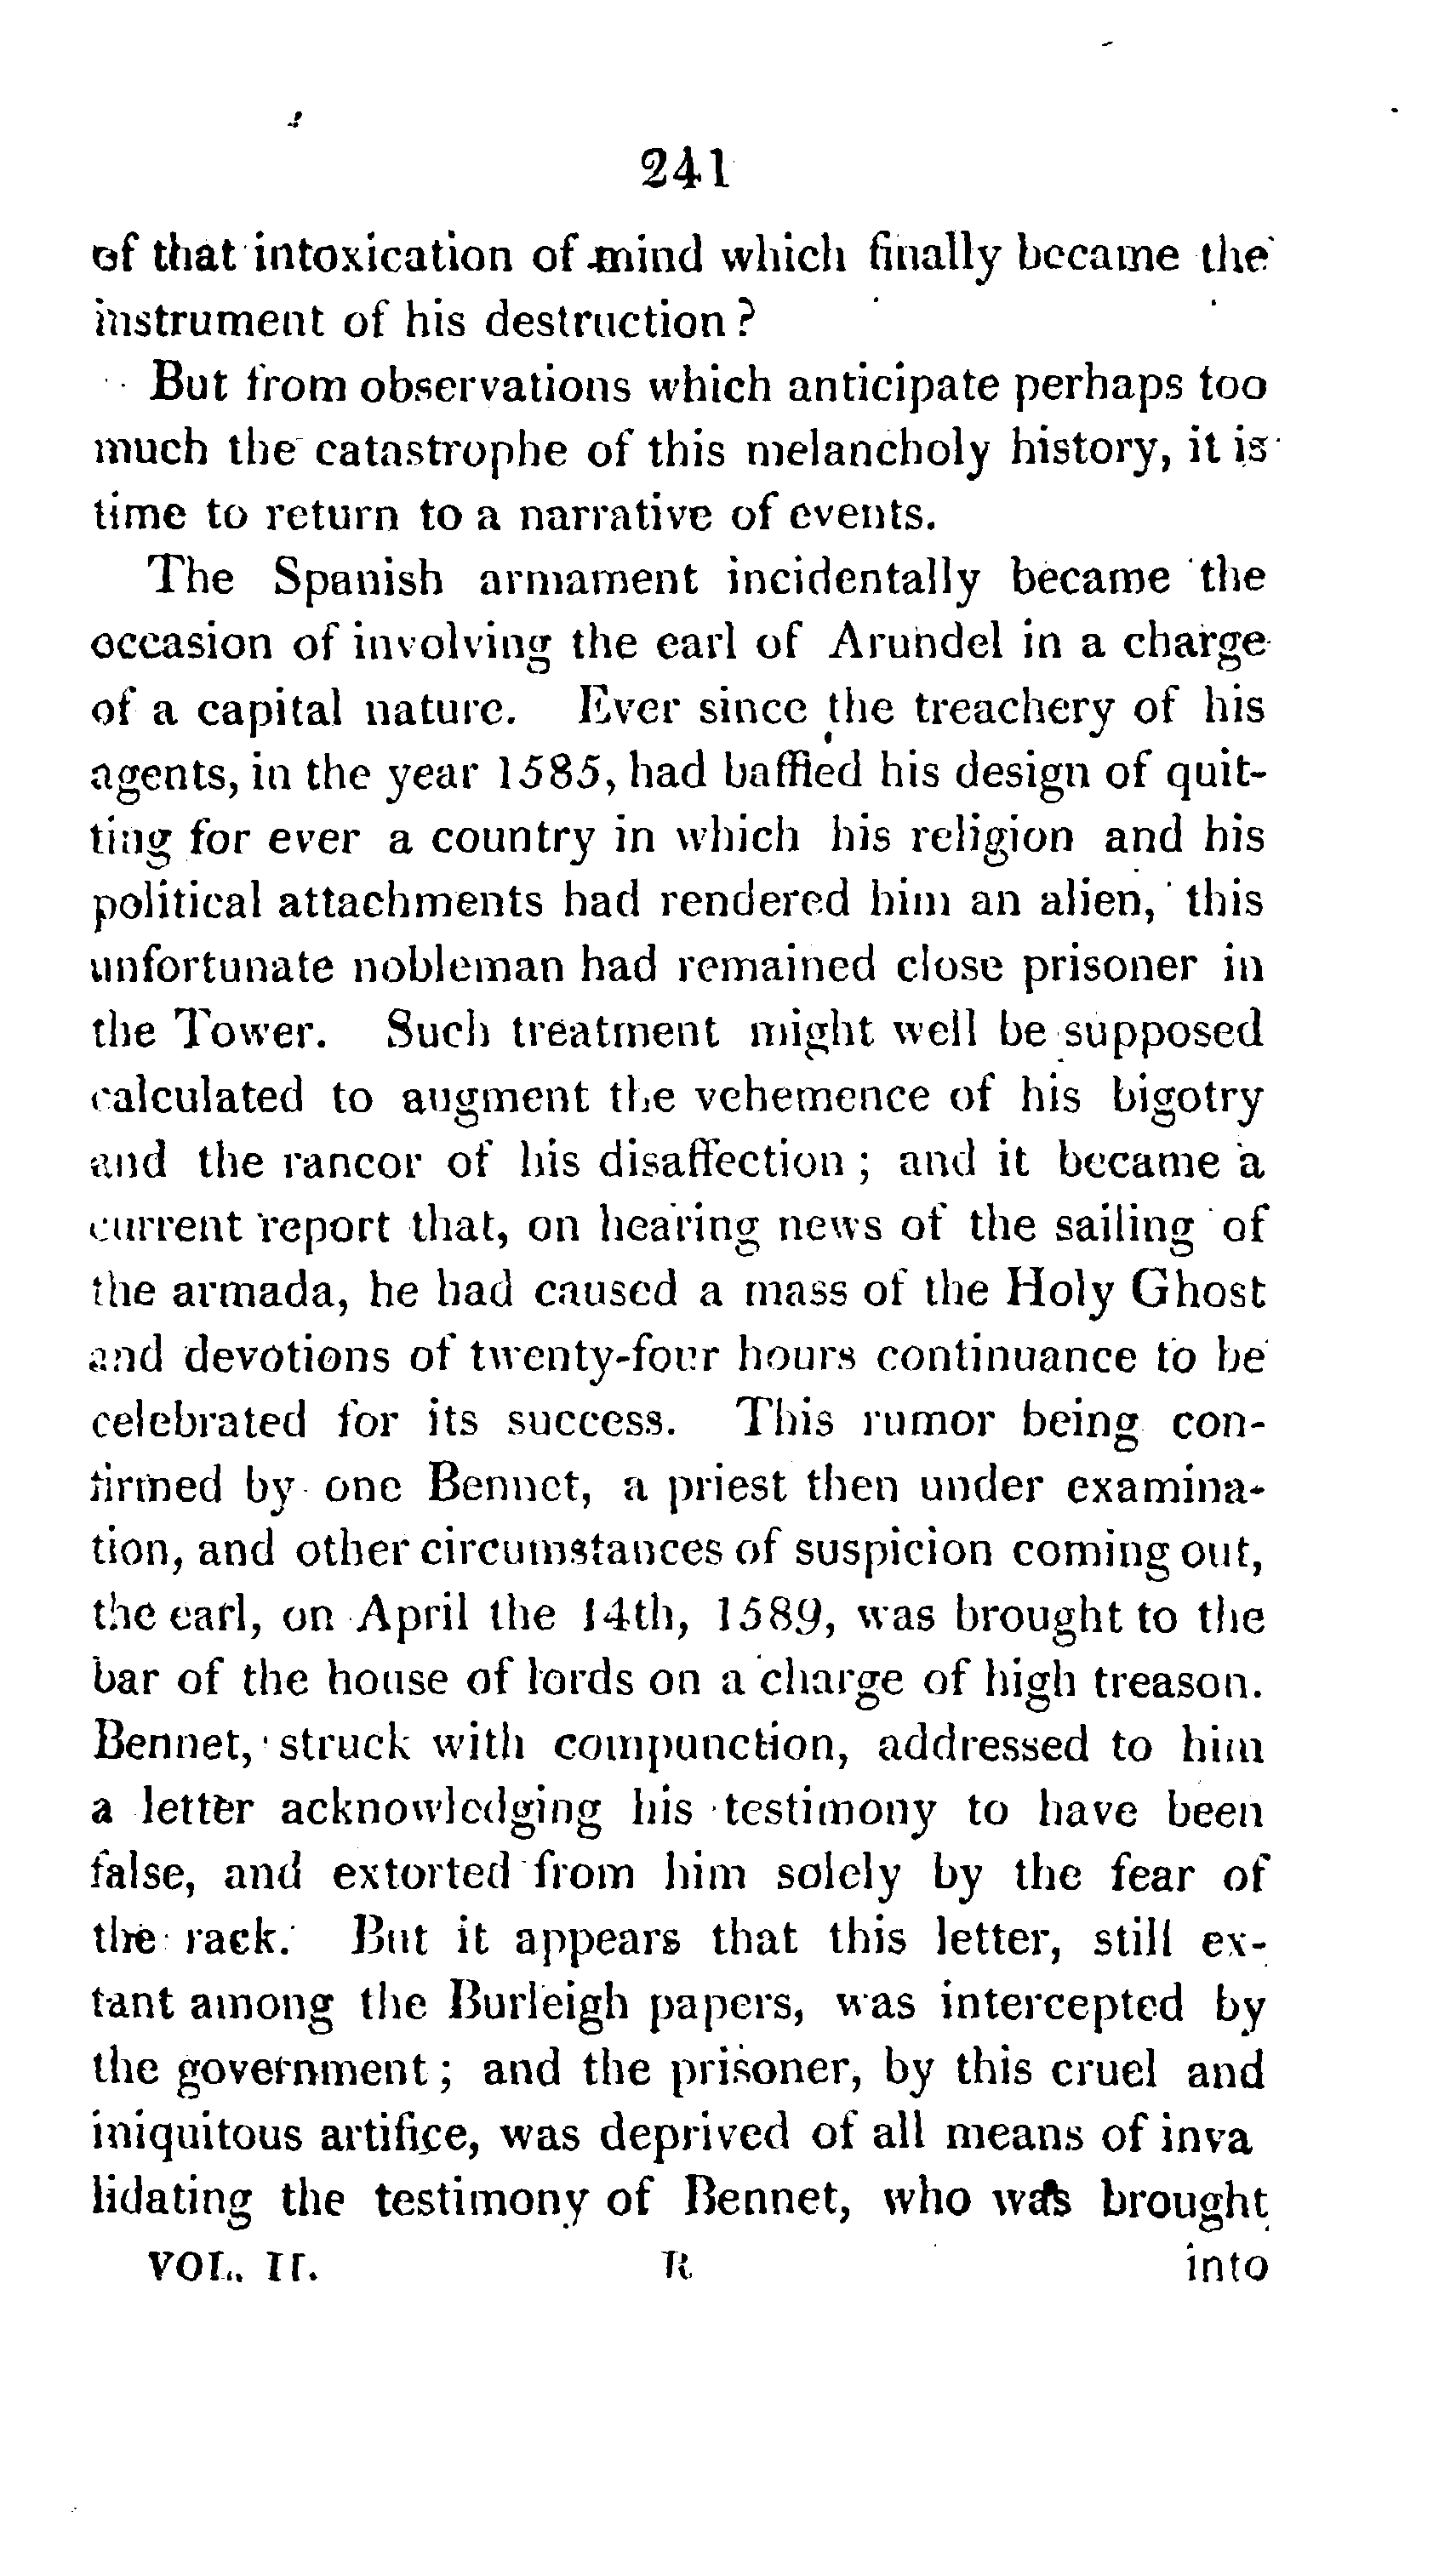 241
of that intoxication of mind which finally became the
instrument of his destruction ?
But from observations which anticipate perhaps too
much the catastrophe of this melancholy history, it is
time to return to a narrative of events.
The Spanish armament incidentally became the
occasion of involving the earl of Arundel in a charge
of a capital nature. Ever since the treachery of his
agents, in the year 1585, had baffled his design of quit-
ting for ever a country in which his religion and his
political attachments had rendered him an alien, this
unfortunate nobleman had remained close prisoner in
the Tower. Such treatment might well be supposed
calculated to augment the vehemence of his bigotry
and the rancor of his disaffection ; and it became a
current report that, on hearing news of the sailing of
the armada, he had caused a mass of the Holy Ghost
and devotions of twenty-four hours continuance to be
celebrated for its success. This rumor being con-
firmed by one Bennet, a priest then under examina-
tion, and other circumstances of suspicion coming out,
the earl, on April the 14th, 1589, was brought to the
bar of the house of lords on a charge of high treason.
Bennet, struck with compunction, addressed to him
a letter acknowledging his testimony to have been
false, and extorted from him solely by the fear of
the rack. But it appears that this letter, still ex-
tant among the Burleigh papers, was intercepted by
the government ; and the prisoner, by this cruel and
iniquitous artifice, was deprived of all means of inva
lidating the testimony of Bennet, who was brought
VOL. II. R into